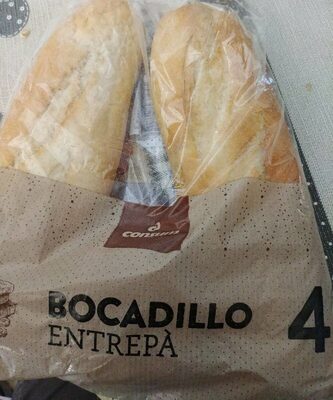 consum
BOCADILLO
ENTREPÀ
4